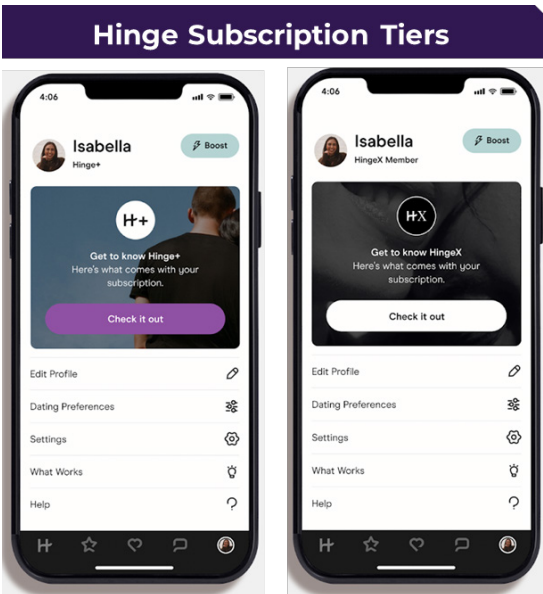 Hinge Subscription Tiers
4:06
Isabella
Hinge+
Boost
H+
Get to know Hinge+
Here's what comes with your
subscription.
Check it out
Edit Profile
Dating Preferences
Settings
What Works
Help
H
4:06
Isabella
HingeX Member
Boost
HX
Get to know HingeX
Here's what comes with your
subscription.
Check it out
Edit Profile
Dating Preferences
Settings
What Works
Help
H